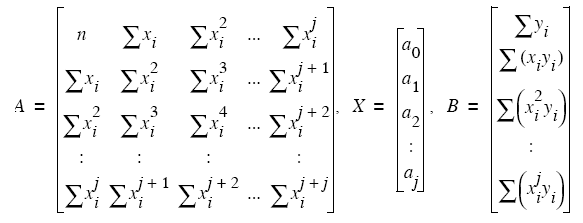 A = [ n ∑x_i ∑x_i^2 ... ∑x_i^j
∑x_i ∑x_i^2 ∑x_i^3 ... ∑x_i^{j+1}
∑x_i^2 ∑x_i^3 ∑x_i^4 ... ∑x_i^{j+2}
: : : :
∑x_i^j ∑x_i^{j+1} ∑x_i^{j+2} ... ∑x_i^{j+j} ] ,
X = [ a_0
a_1
a_2
:
a_j ] ,
B = [ ∑y_i
∑(x_i y_i)
∑(x_i^2 y_i)
:
∑(x_i^j y_i) ]